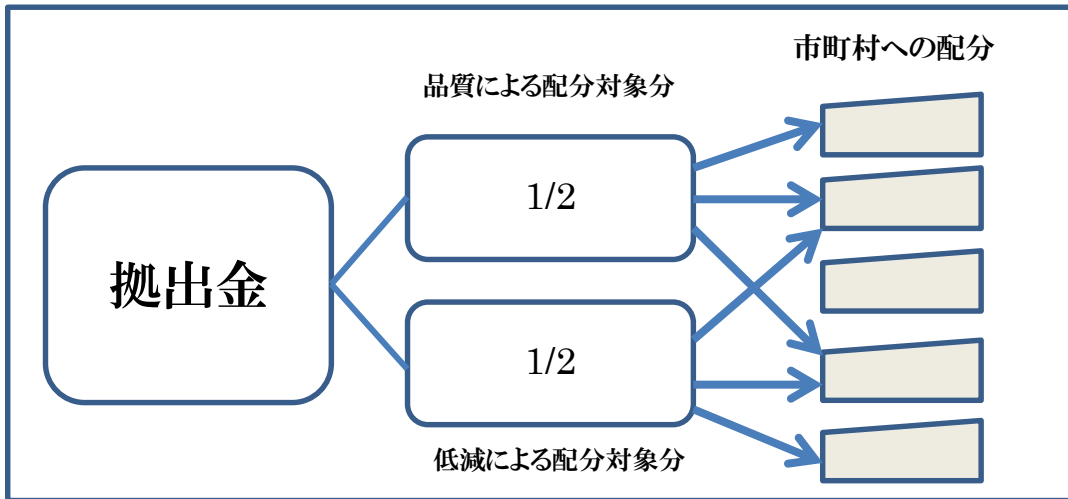 市町村への配分
品質による配分対象分
1/2
拠出金
1/2
低減による配分対象分